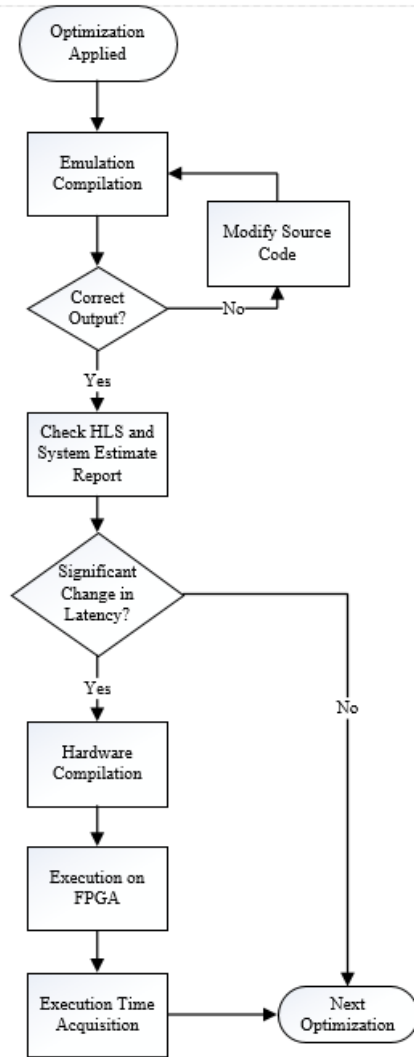 Optimization
Applied
Emulation
Compilation
Modify Source
Code
Correct
Output?
No
Yes
Check HLS and
System Estimate
Report
Significant
Change in
Latency?
Yes
No
Hardware
Compilation
Execution on
FPGA
Execution Time
Acquisition
Next
Optimization